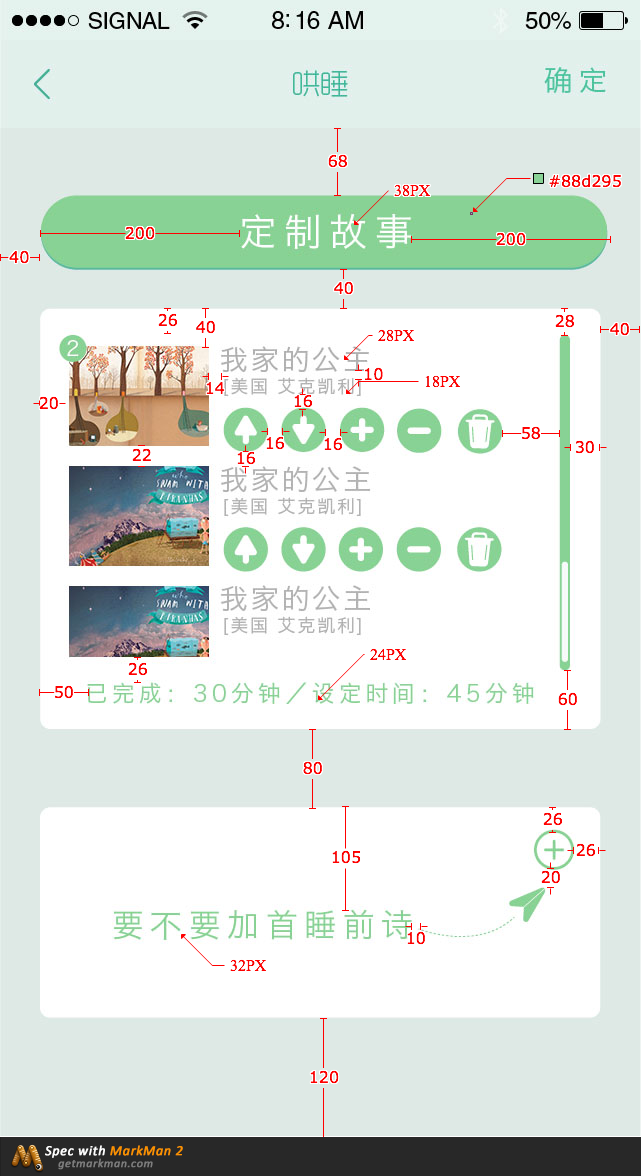 SIGNAL 8:16 AM 50%
哄睡 确定
68
#88d295
38PX
200 定制故事 200
40
40
26 40 28 40
28PX
2
我家的公主
10
14 [美国 艾克凯利] 18PX
20 16
16 16 58 30
22 16
我家的公主
[美国 艾克凯利]
SWAM WITH
我家的公主
[美国 艾克凯利]
SWAM WITH
24PX
26
50 已完成：30分钟／设定时间：45分钟 60
80
26
105 26
20
要不要加首睡前诗
10
32PX
120
Spec with MarkMan 2
getmarkman.com